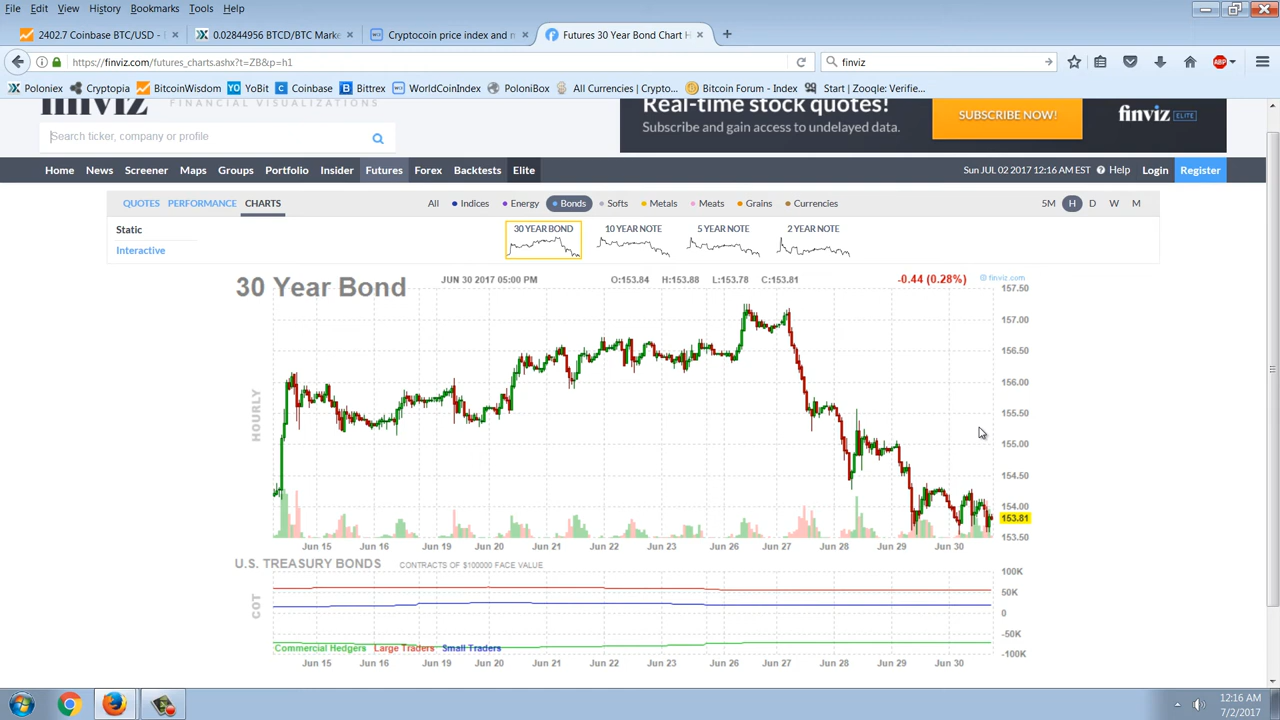 File Edit View History Bookmarks Tools Help
2402.7 Coinbase BTC/USD - 0.02844956 BTCD/BTC Marke Cryptocoin price index and m Futures 30 Year Bond Chart H
https://finviz.com/futures_charts.ashx?t=ZB&p=h1 finviz ABP
Poloniex Cryptopia BitcoinWisdom YO YoBit Coinbase Bittrex WorldCoinIndex PoloniBox All Currencies | Crypto... Bitcoin Forum - Index Start | Zooqle: Verifie...
finviz FINANCIAL VISUALIZATIONS
Real-time stock quotes!
Subscribe and gain access to undelayed data.
SUBSCRIBE NOW!
finviz ELITE
Search ticker, company or profile
Home News Screener Maps Groups Portfolio Insider Futures Forex Backtests Elite Sun JUL 02 2017 12:16 AM EST Help Login Register
QUOTES PERFORMANCE CHARTS All Indices Energy Bonds Softs Metals Meats Grains Currencies 5M H D W M
Static
Interactive
30 YEAR BOND 10 YEAR NOTE 5 YEAR NOTE 2 YEAR NOTE
30 Year Bond JUN 30 2017 05:00 PM O:153.84 H:153.88 L:153.78 C:153.81 -0.44 (0.28%) © finviz.com
157.50
157.00
156.50
156.00
155.50
155.00
154.50
154.00
153.81
153.50
HOURLY
Jun 15 Jun 16 Jun 19 Jun 20 Jun 21 Jun 22 Jun 23 Jun 26 Jun 27 Jun 28 Jun 29 Jun 30
U.S. TREASURY BONDS CONTRACTS OF $100000 FACE VALUE
100K
50K
0
-50K
-100K
COT
Commercial Hedgers Large Traders Small Traders
Jun 15 Jun 16 Jun 19 Jun 20 Jun 21 Jun 22 Jun 23 Jun 26 Jun 27 Jun 28 Jun 29 Jun 30
12:16 AM
7/2/2017